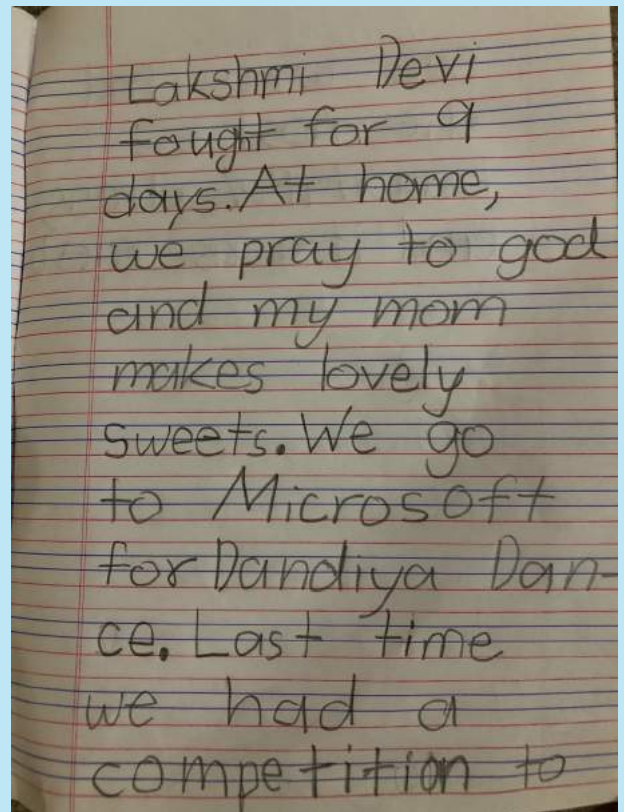 Lakshmi Devi
fought for 9
days. At home,
we pray to god
and my mom
makes lovely
sweets. We go
to Microsoft
for Dandiya Dan-
ce. Last time
we had a
competition to